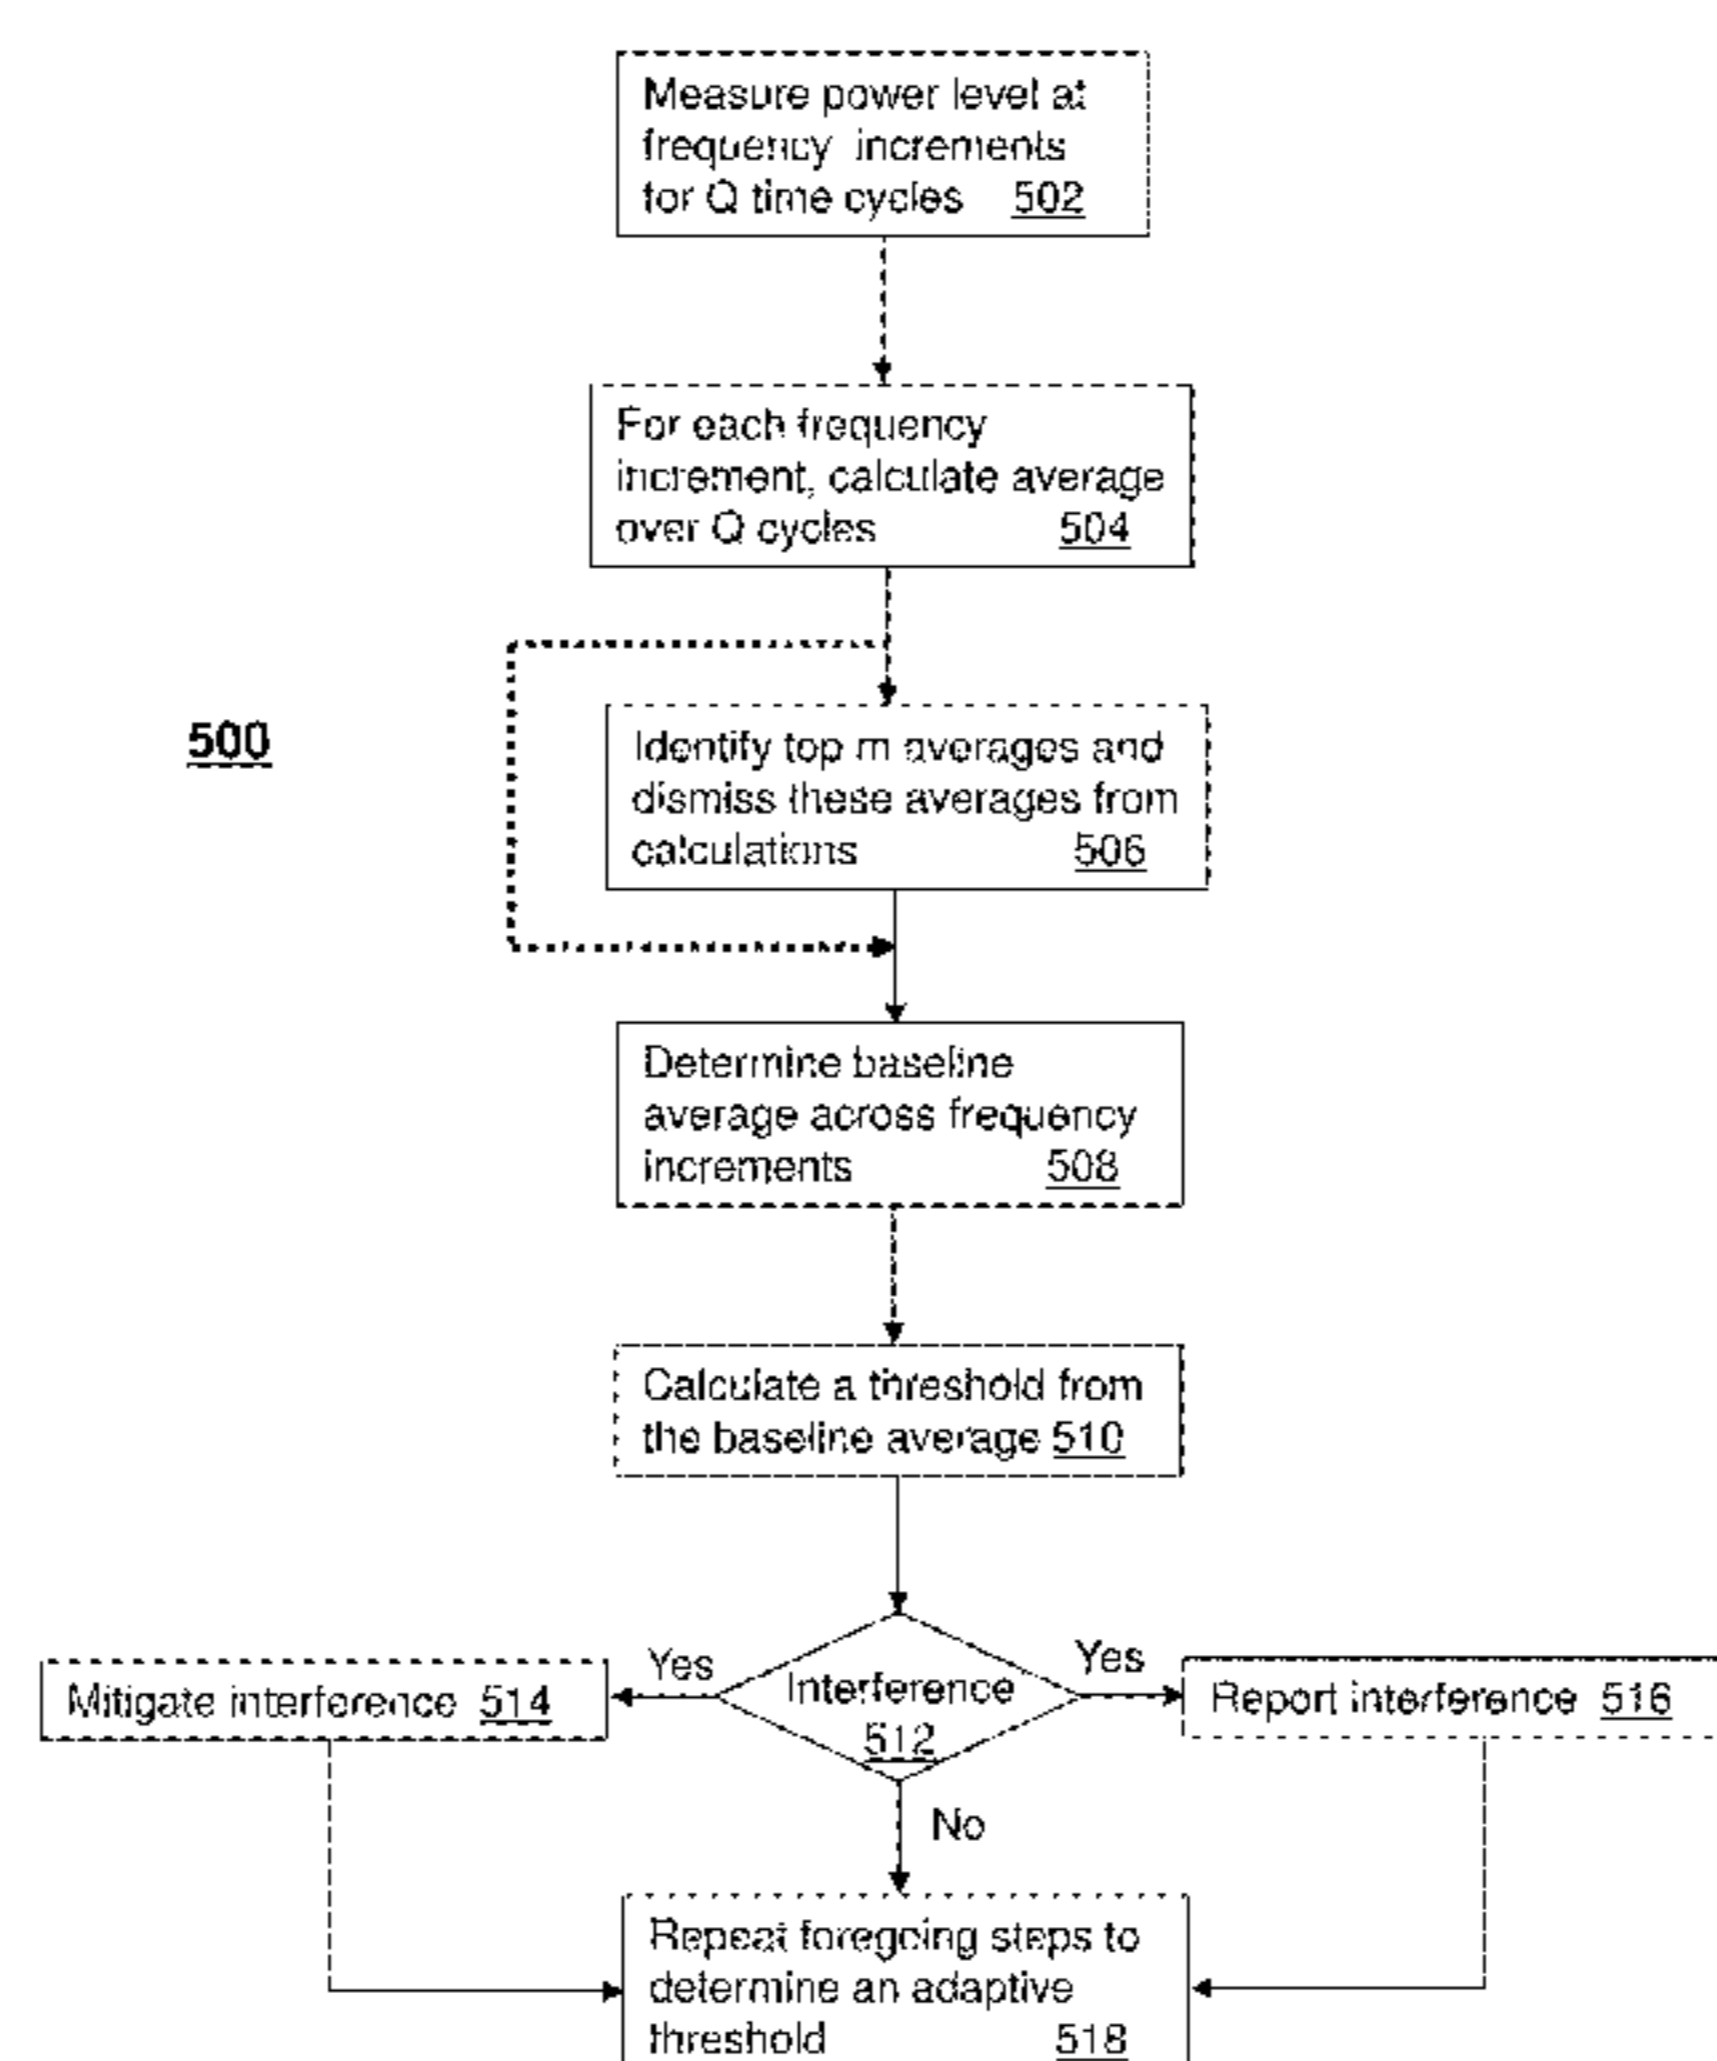 Measure power level at
frequency increments
for Q time cycles 502
For each frequency
increment, calculate average
over Q cycles 504
500
Identify top m averages and
dismiss these averages from
calculations 506
Determine baseline
average across frequency
increments 508
Calculate a threshold from
the baseline average 510
Yes
Yes
Mitigate interference 514
Interference
512
Report interference 516
No
Repeat foregoing steps to
determine an adaptive
threshold 518